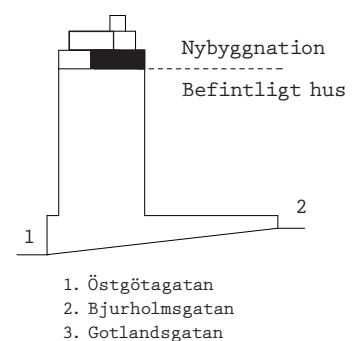 Nybyggnation
Befintligt hus
2
1
1. Östgötagatan
2. Bjurholmsgatan
3. Gotlandsgatan